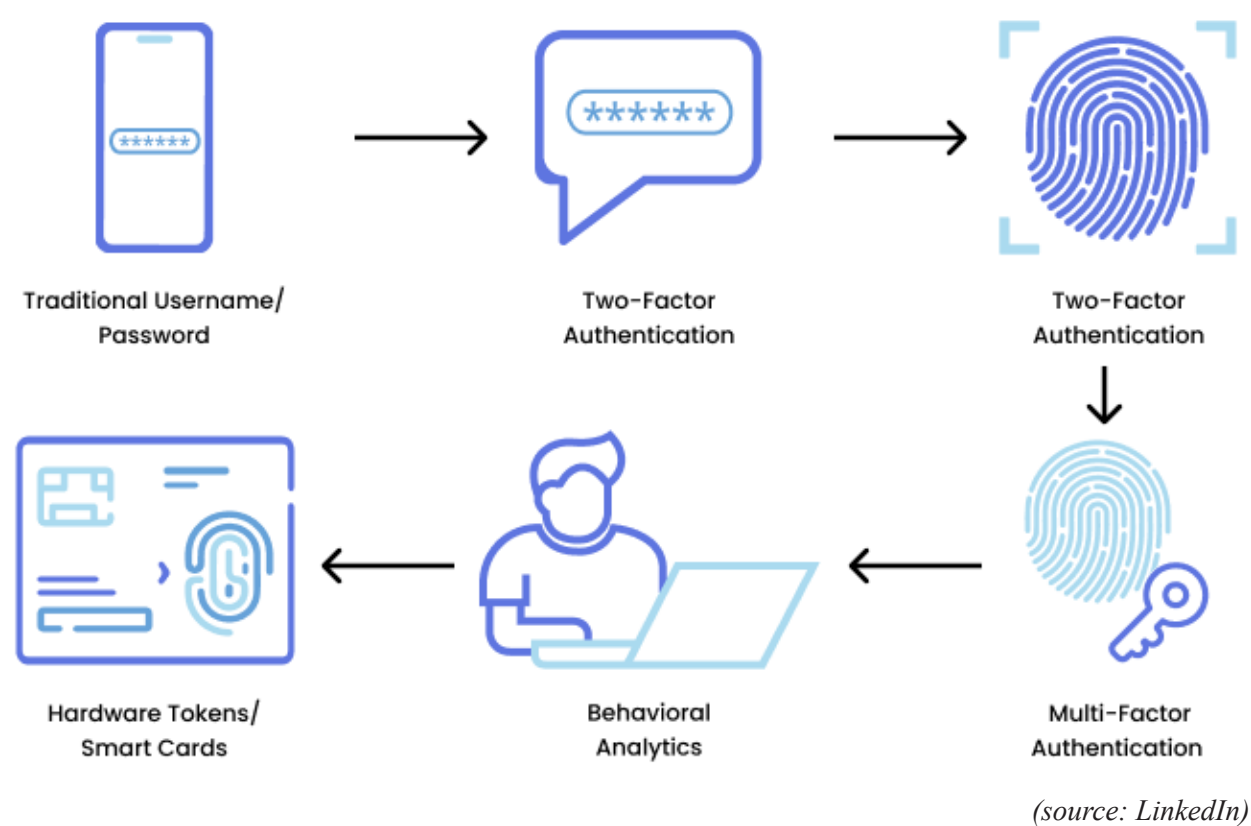 ******
******
Traditional Username/
Password
Two-Factor
Authentication
Two-Factor
Authentication
Hardware Tokens/
Smart Cards
Behavioral
Analytics
Multi-Factor
Authentication
(source: LinkedIn)